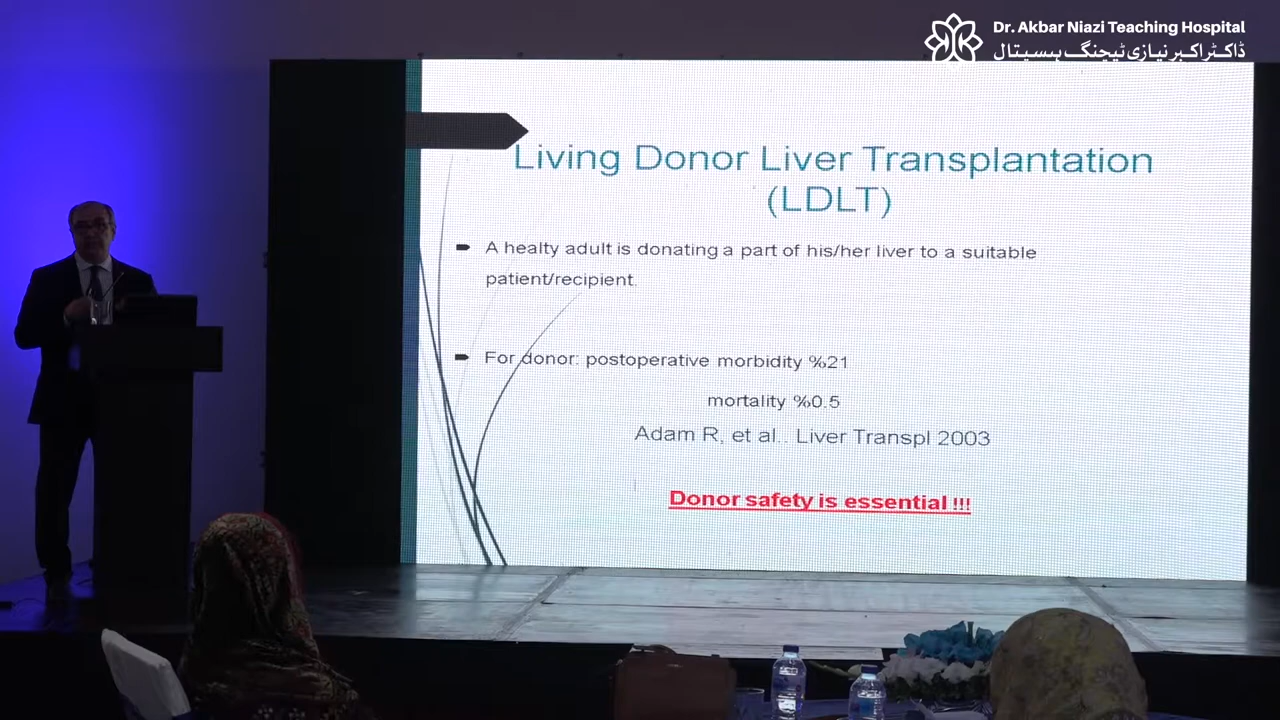 Dr. Akbar Niazi Teaching Hospital
ڈاکٹر اکبر نیازی ٹیچنگ ہسپتال
Living Donor Liver Transplantation
(LDLT)
A healty adult is donating a part of his/her liver to a suitable
patient/recipient.
For donor: postoperative morbidity %21
mortality %0.5
Adam R, et al.. Liver Transpl 2003
Donor safety is essential !!!